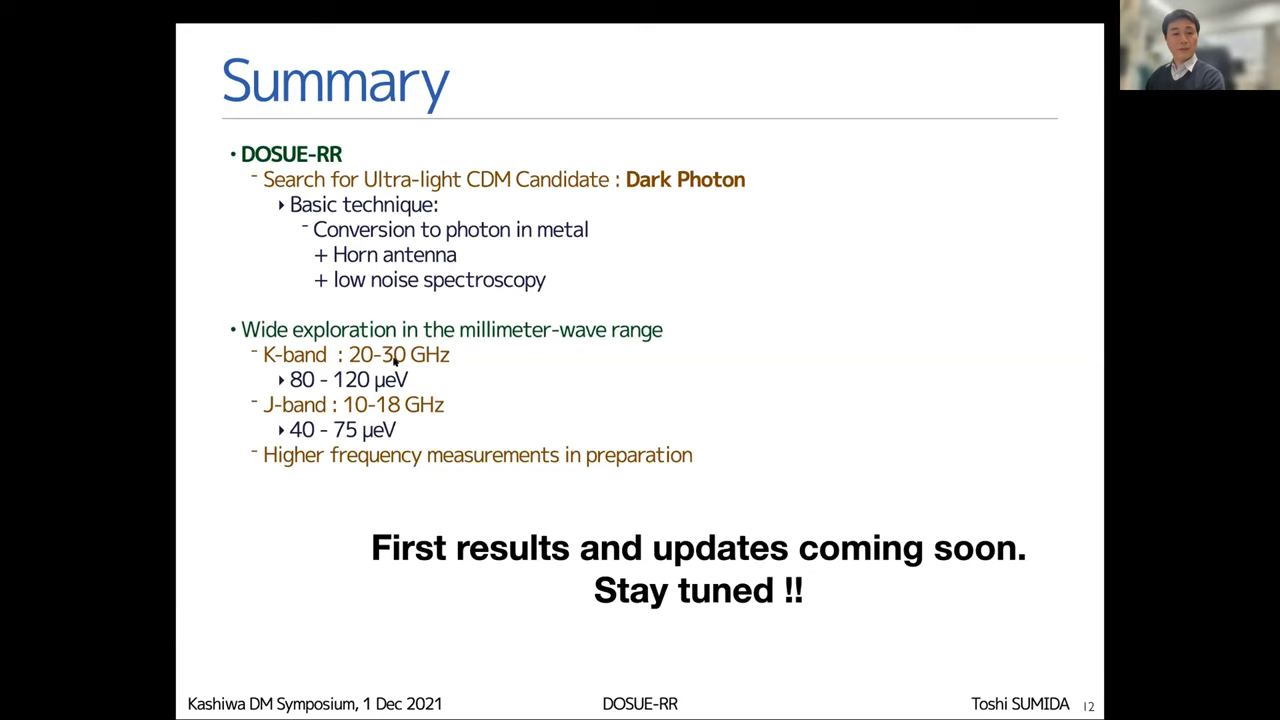 Summary
• DOSUE-RR
- Search for Ultra-light CDM Candidate : Dark Photon
‣ Basic technique:
- Conversion to photon in metal
+ Horn antenna
+ low noise spectroscopy
• Wide exploration in the millimeter-wave range
- K-band : 20-30 GHz
‣ 80 - 120 μeV
- J-band : 10-18 GHz
‣ 40 - 75 μeV
- Higher frequency measurements in preparation
First results and updates coming soon.
Stay tuned !!
Kashiwa DM Symposium, 1 Dec 2021 DOSUE-RR Toshi SUMIDA 12